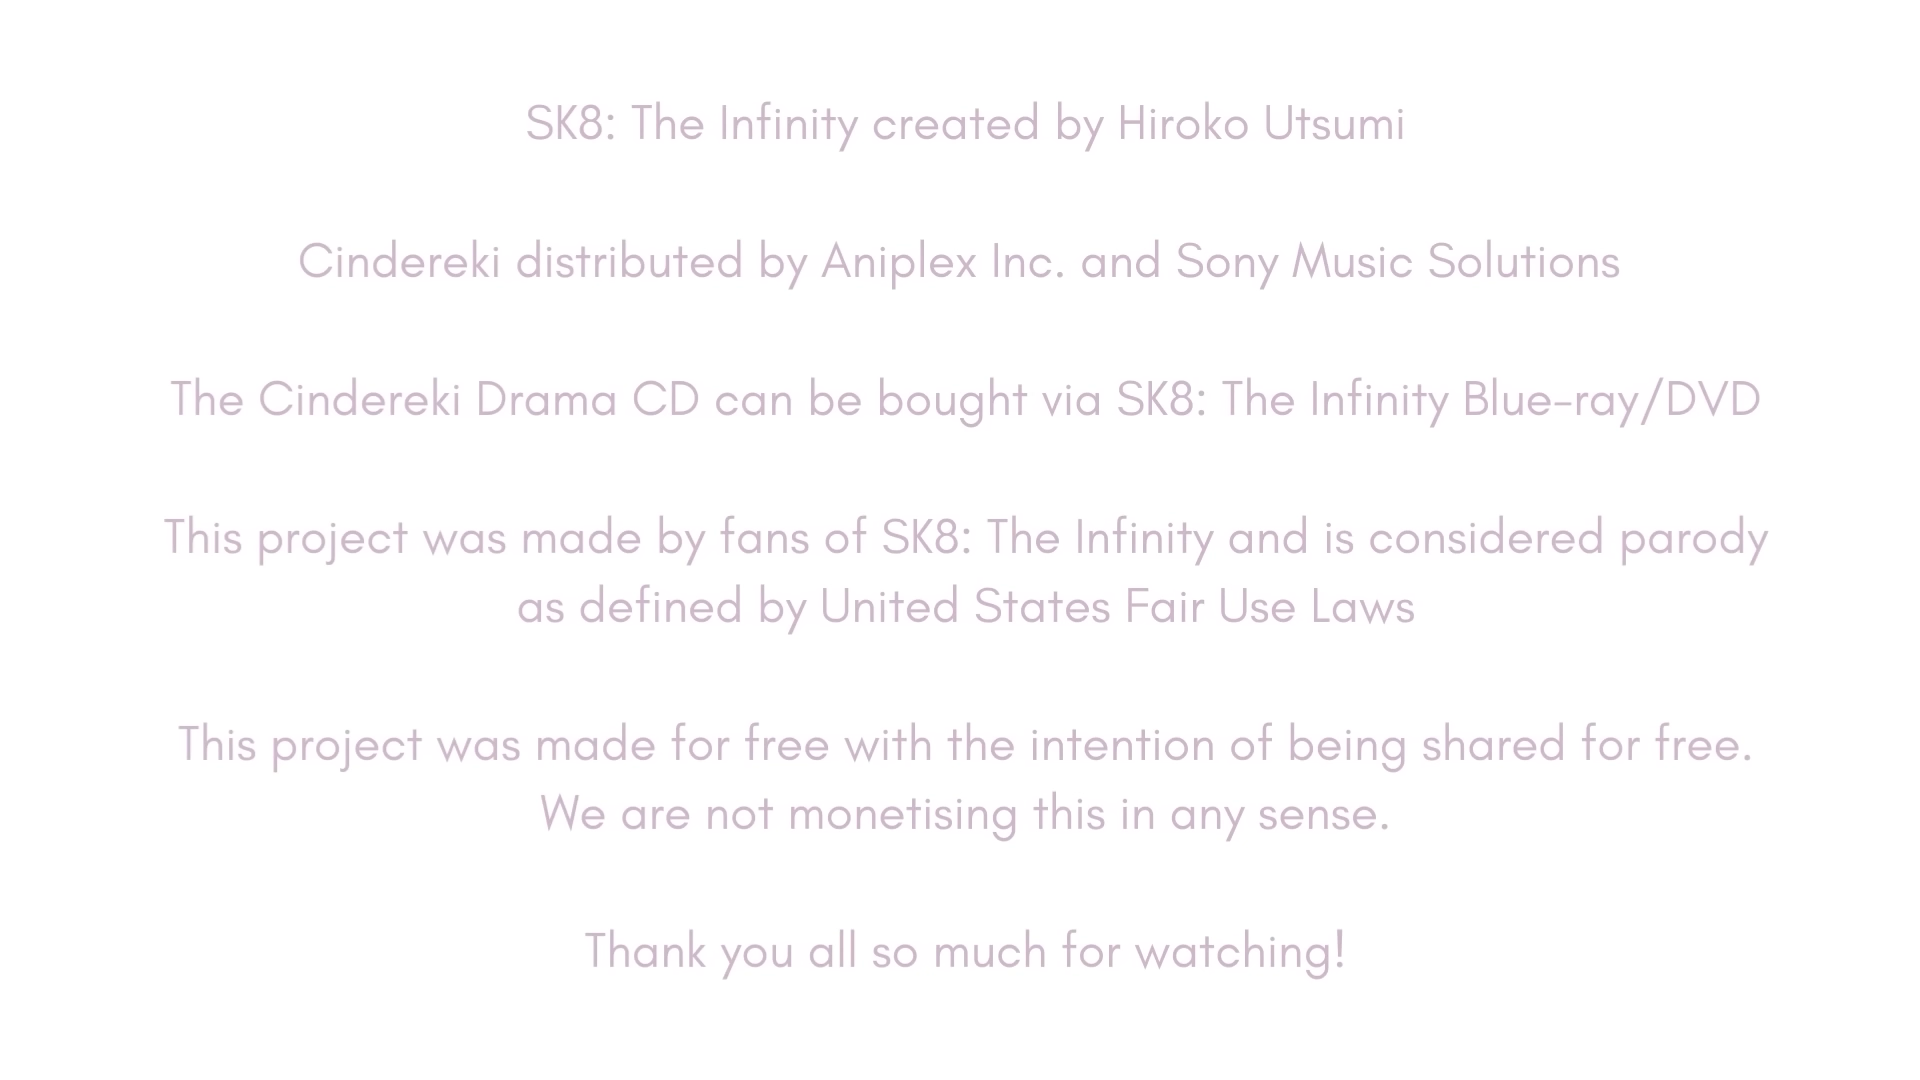 SK8: The Infinity created by Hiroko Utsumi
Cindereki distributed by Aniplex Inc. and Sony Music Solutions
The Cindereki Drama CD can be bought via SK8: The Infinity Blue-ray/DVD
This project was made by fans of SK8: The Infinity and is considered parody
as defined by United States Fair Use Laws
This project was made for free with the intention of being shared for free.
We are not monetising this in any sense.
Thank you all so much for watching!